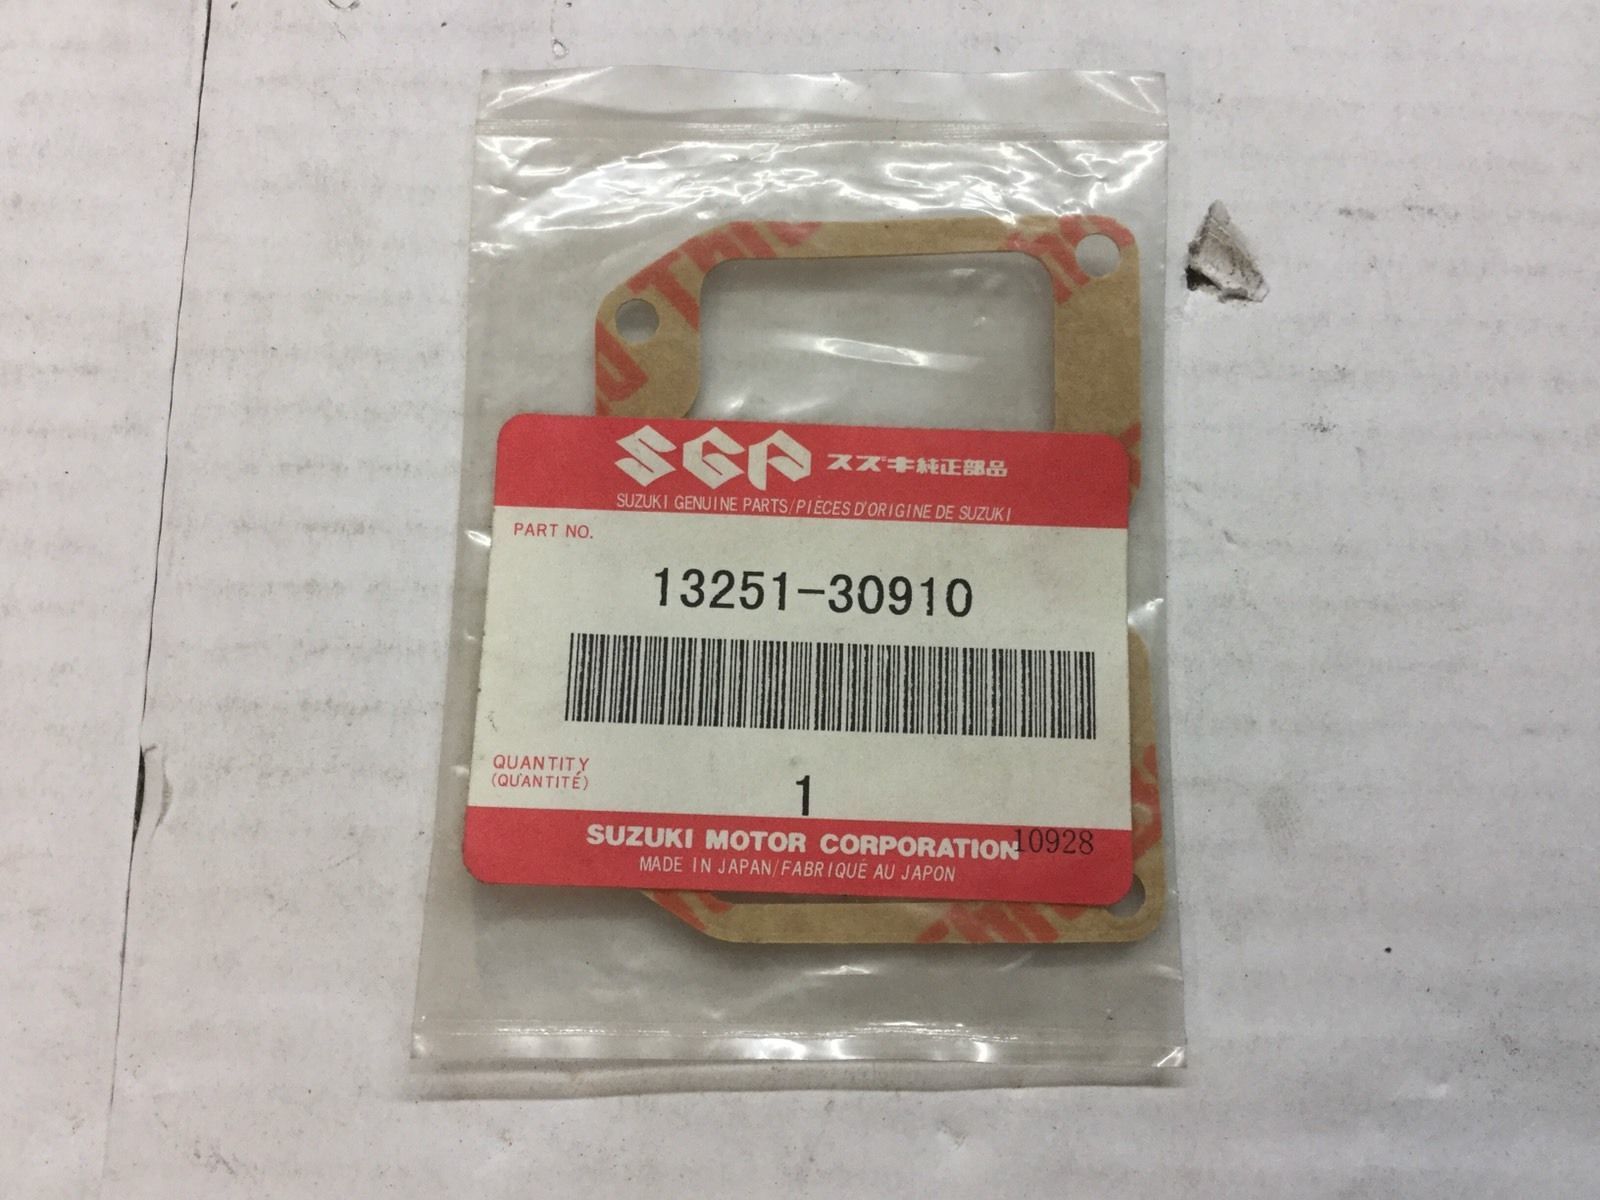 SGP スズキ純正部品
SUZUKI GENUINE PARTS/PIÈCES D'ORIGINE DE SUZUKI
PART NO.
13251-30910
QUANTITY
(QUANTITÉ)
1
SUZUKI MOTOR CORPORATION 10928
MADE IN JAPAN/FABRIQUÉ AU JAPON